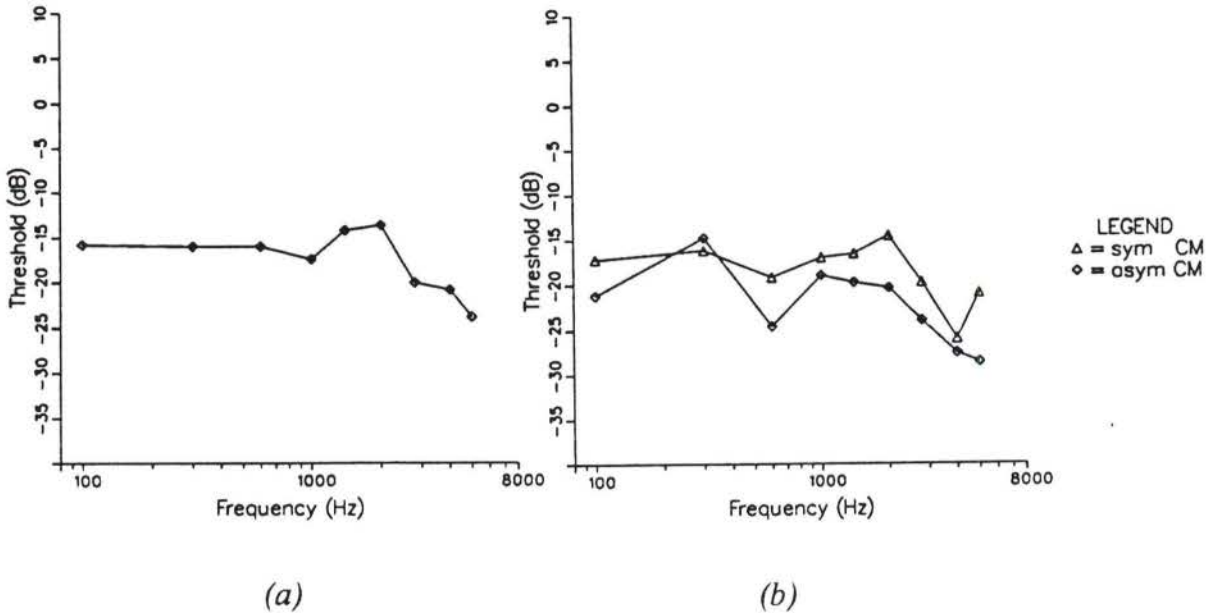 10
5
0
-5
-10
-15
-20
-25
-30
-35
Threshold (dB)
100
1000
8000
Frequency (Hz)
(a)
10
5
0
-5
-10
-15
-20
-25
-30
-35
Threshold (dB)
100
1000
8000
Frequency (Hz)
(b)
LEGEND
= sym CM
= asym CM